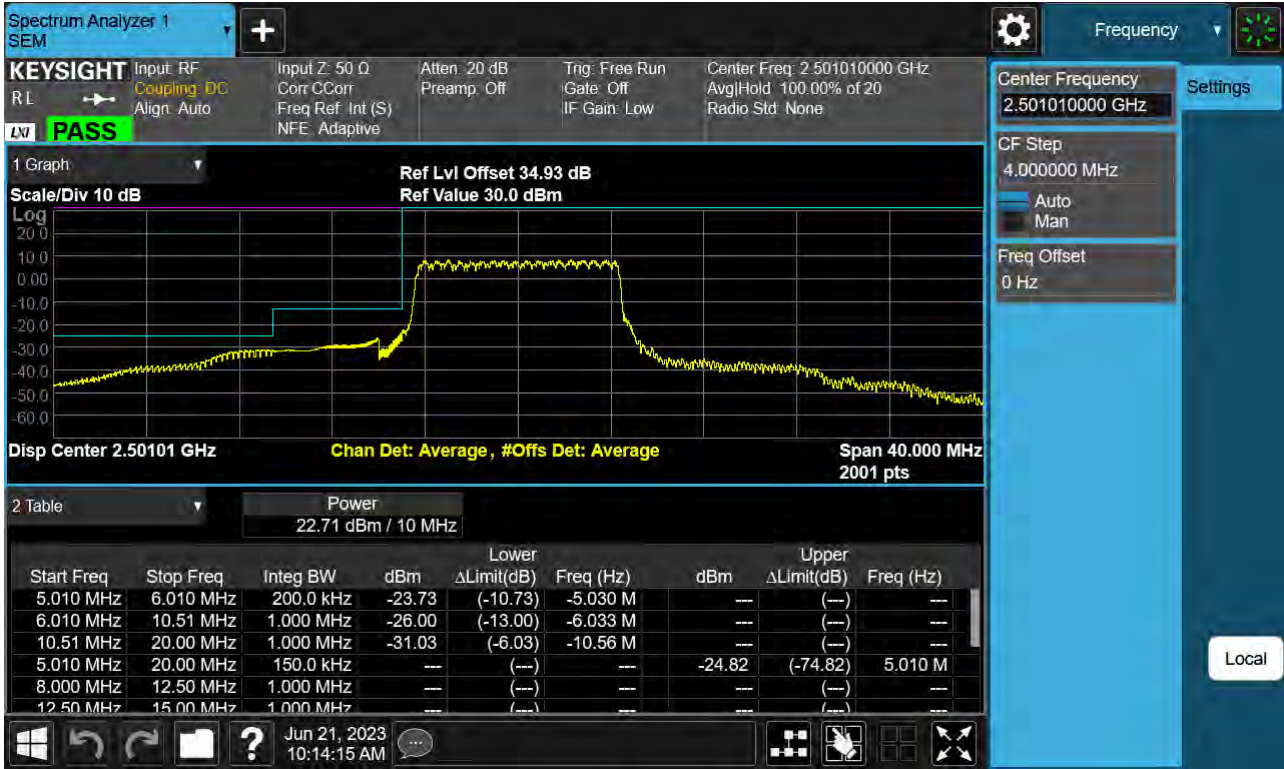 Spectrum Analyzer 1
SEM
+
Frequency
KEYSIGHT
RL
LXI
PASS
Input: RF
Coupling: DC
Align: Auto
Input Z: 50 Ω
Corr CCorr
Freq Ref: Int (S)
NFE: Adaptive
Atten: 20 dB
Preamp: Off
Trig: Free Run
Gate: Off
IF Gain: Low
Center Freq: 2.501010000 GHz
Avg|Hold: 100.00% of 20
Radio Std: None
Center Frequency
2.501010000 GHz
Settings
CF Step
4.000000 MHz
Auto
Man
Freq Offset
0 Hz
Local
1 Graph
Scale/Div 10 dB
Ref Lvl Offset 34.93 dB
Ref Value 30.0 dBm
Log
20.0
10.0
0.00
-10.0
-20.0
-30.0
-40.0
-50.0
-60.0
Disp Center 2.50101 GHz
Chan Det: Average, #Offs Det: Average
Span 40.000 MHz
2001 pts
2 Table
Power
22.71 dBm / 10 MHz
Lower Upper
Start Freq Stop Freq Integ BW dBm ΔLimit(dB) Freq (Hz) dBm ΔLimit(dB) Freq (Hz)
5.010 MHz 6.010 MHz 200.0 kHz -23.73 (-10.73) -5.030 M --- (---) ---
6.010 MHz 10.51 MHz 1.000 MHz -26.00 (-13.00) -6.033 M --- (---) ---
10.51 MHz 20.00 MHz 1.000 MHz -31.03 (-6.03) -10.56 M --- (---) ---
5.010 MHz 20.00 MHz 150.0 kHz --- (---) --- -24.82 (-74.82) 5.010 M
8.000 MHz 12.50 MHz 1.000 MHz --- (---) --- --- (---) ---
12.50 MHz 15.00 MHz 1.000 MHz --- (---) --- --- (---) ---
?
Jun 21, 2023
10:14:15 AM